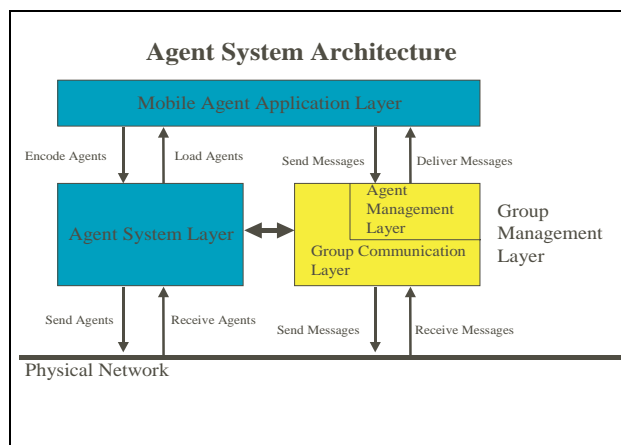 Agent System Architecture
Mobile Agent Application Layer
Encode Agents
Load Agents
Send Messages
Deliver Messages
Agent System Layer
Agent
Management
Layer
Group Communication
Layer
Group
Management
Layer
Send Agents
Receive Agents
Send Messages
Receive Messages
Physical Network